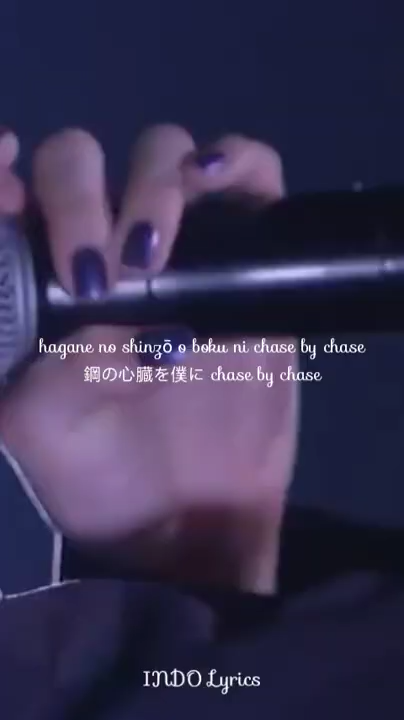 hagane no shinzō o boku ni chase by chase
鋼の心臓を僕に chase by chase
INDO Lyrics